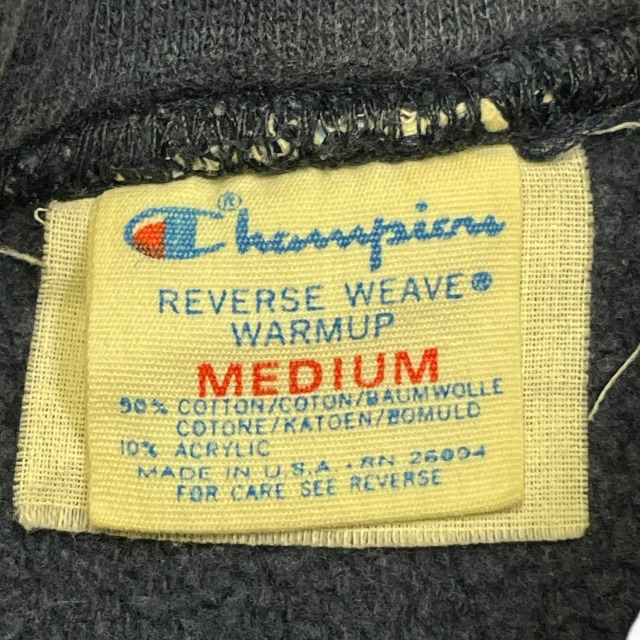 Champion®
REVERSE WEAVE®
WARMUP
MEDIUM
90% COTTON/COTON/BAUMWOLLE
COTONE/KATOEN/BOMULD
10% ACRYLIC
MADE IN U.S.A. • RN 26094
FOR CARE SEE REVERSE